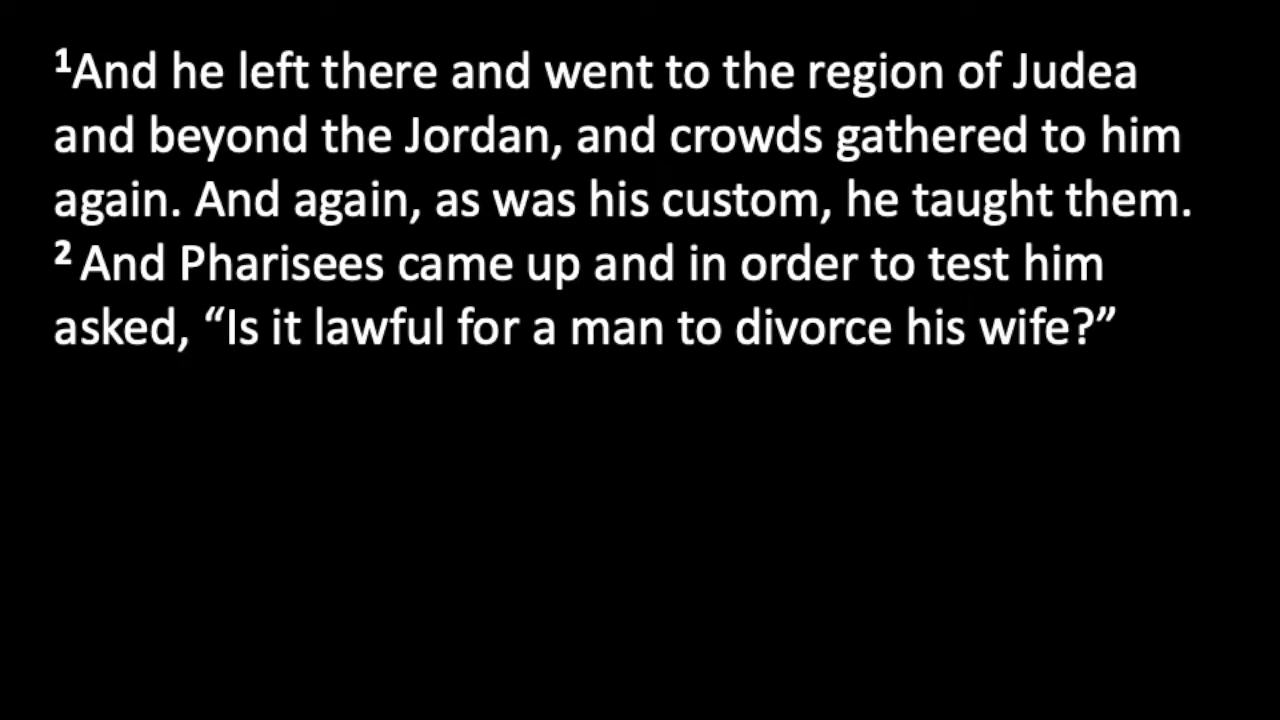 ¹And he left there and went to the region of Judea
and beyond the Jordan, and crowds gathered to him
again. And again, as was his custom, he taught them.
² And Pharisees came up and in order to test him
asked, “Is it lawful for a man to divorce his wife?”